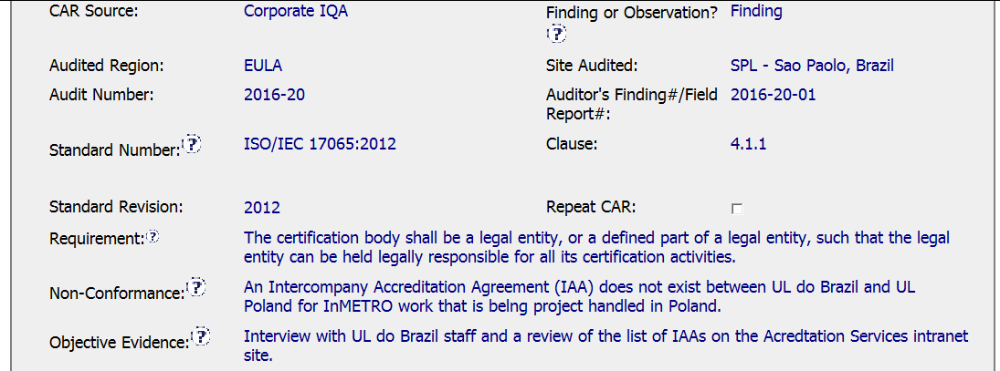 CAR Source: Corporate IQA Finding or Observation? Finding
?
Audited Region: EULA Site Audited: SPL - Sao Paolo, Brazil
Audit Number: 2016-20 Auditor's Finding#/Field 2016-20-01
Report#:
Standard Number: ? ISO/IEC 17065:2012 Clause: 4.1.1
Standard Revision: 2012 Repeat CAR:
Requirement: ? The certification body shall be a legal entity, or a defined part of a legal entity, such that the legal
entity can be held legally responsible for all its certification activities.
Non-Conformance: ? An Intercompany Accreditation Agreement (IAA) does not exist between UL do Brazil and UL
Poland for InMETRO work that is being project handled in Poland.
Objective Evidence: ? Interview with UL do Brazil staff and a review of the list of IAAs on the Acredtation Services intranet
site.